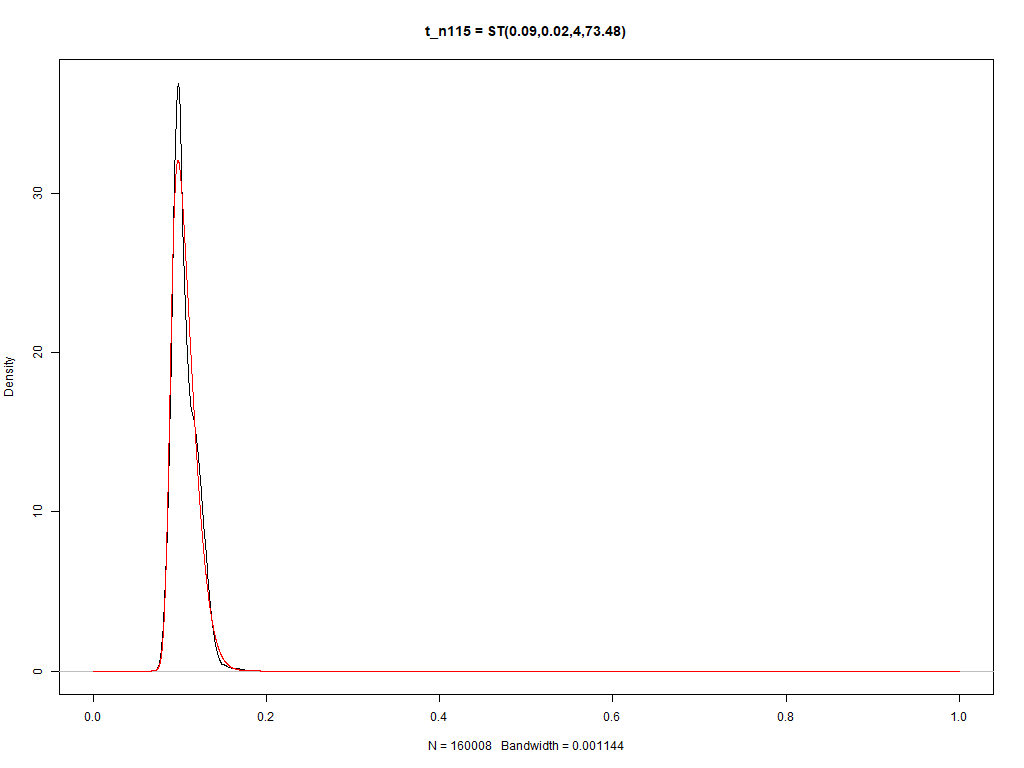 t_n115 = ST(0.09,0.02,4,73.48)
Density
30
20
10
0
0.0 0.2 0.4 0.6 0.8 1.0
N = 160008 Bandwidth = 0.001144